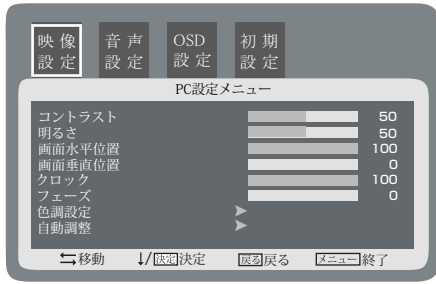 映像 音声 OSD 初期
設定 設定 設定 設定
PC設定メニュー
コントラスト 50
明るさ 50
画面水平位置 100
画面垂直位置 0
クロック 100
フェーズ 0
色調設定
自動調整
⇆移動 ↓/決定決定 戻る戻る メニュー終了